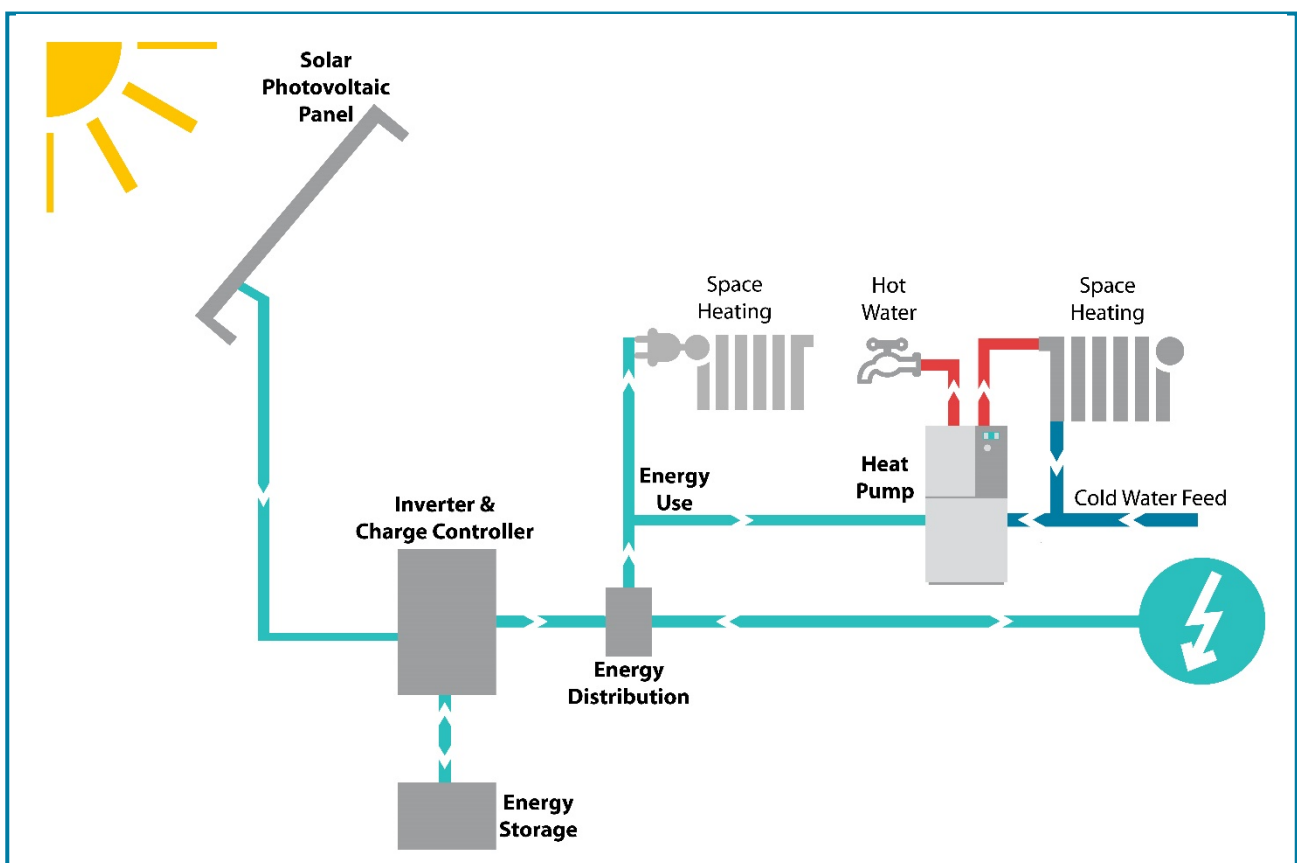 Solar
Photovoltaic
Panel
Space
Heating
Hot
Water
Space
Heating
Energy
Use
Heat
Pump
Cold Water Feed
Inverter &
Charge Controller
Energy
Distribution
Energy
Storage